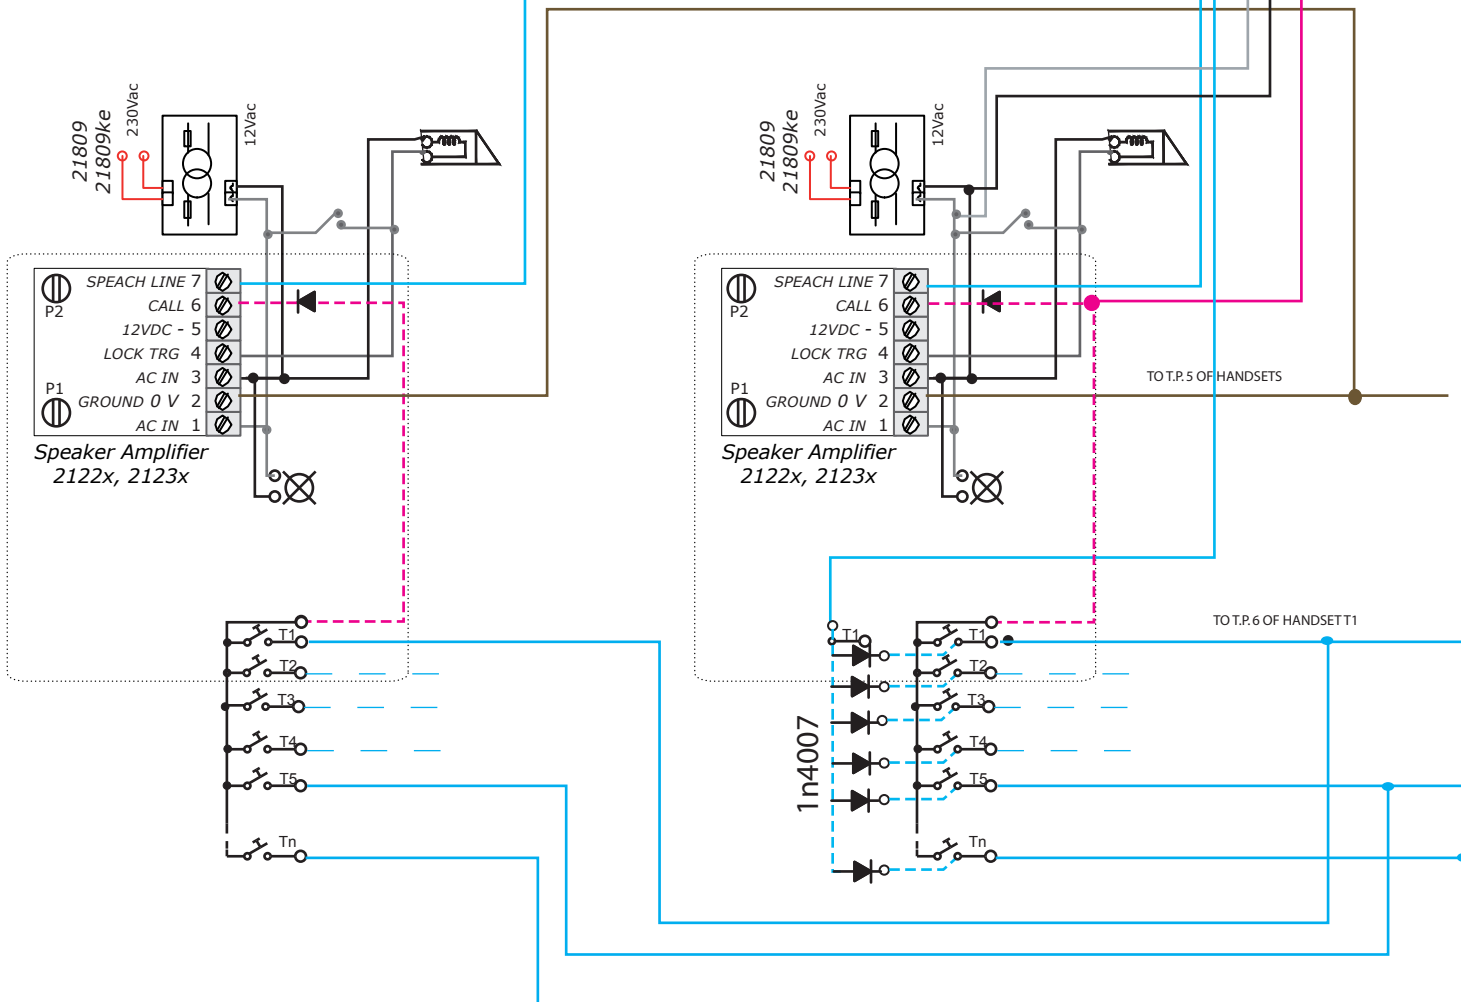 21809
21809ke
230Vac
12Vac
P2
SPEACH LINE 7
CALL 6
12VDC - 5
LOCK TRG 4
AC IN 3
P1
GROUND 0 V 2
AC IN 1
Speaker Amplifier
2122x, 2123x
T1
T2
T3
T4
T5
Tn
21809
21809ke
230Vac
12Vac
P2
SPEACH LINE 7
CALL 6
12VDC - 5
LOCK TRG 4
AC IN 3
P1
GROUND 0 V 2
AC IN 1
Speaker Amplifier
2122x, 2123x
TO T.P. 5 OF HANDSETS
TO T.P. 6 OF HANDSET T1
1n4007
T1
T1
T2
T3
T4
T5
Tn